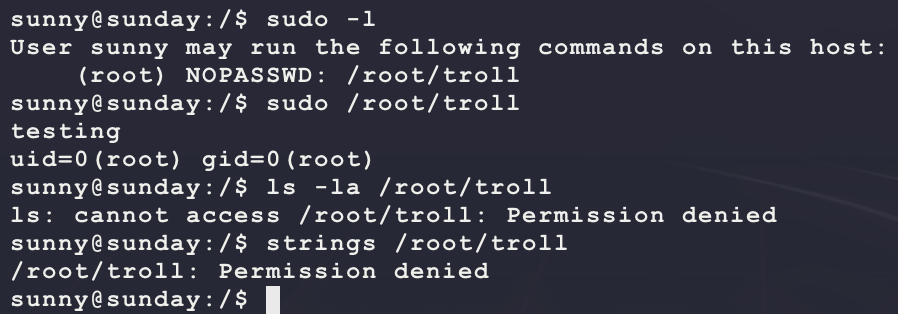 sunny@sunday:/$ sudo -l
User sunny may run the following commands on this host:
    (root) NOPASSWD: /root/troll
sunny@sunday:/$ sudo /root/troll
testing
uid=0(root) gid=0(root)
sunny@sunday:/$ ls -la /root/troll
ls: cannot access /root/troll: Permission denied
sunny@sunday:/$ strings /root/troll
/root/troll: Permission denied
sunny@sunday:/$